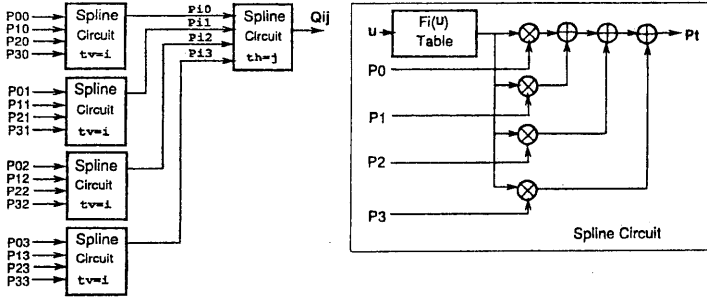 P00
P10
P20
P30
Spline
Circuit
tv=i
P01
P11
P21
P31
Spline
Circuit
tv=i
P02
P12
P22
P32
Spline
Circuit
tv=i
P03
P13
P23
P33
Spline
Circuit
tv=i
Pi0
Pi1
Pi2
Pi3
Spline
Circuit
th=j
Qij
u
Fi(u)
Table
Pt
P0
P1
P2
P3
Spline Circuit